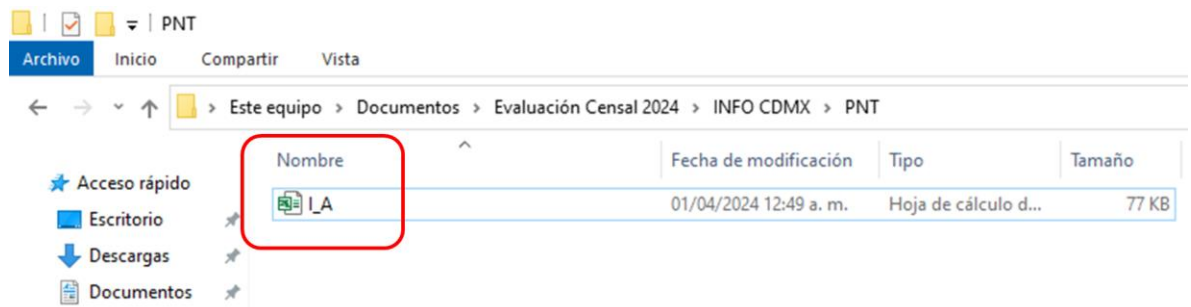 PNT
Archivo Inicio Compartir Vista
Este equipo > Documentos > Evaluación Censal 2024 > INFO CDMX > PNT
Nombre Fecha de modificación Tipo Tamaño
Acceso rápido
I_A 01/04/2024 12:49 a. m. Hoja de cálculo d... 77 KB
Escritorio
Descargas
Documentos